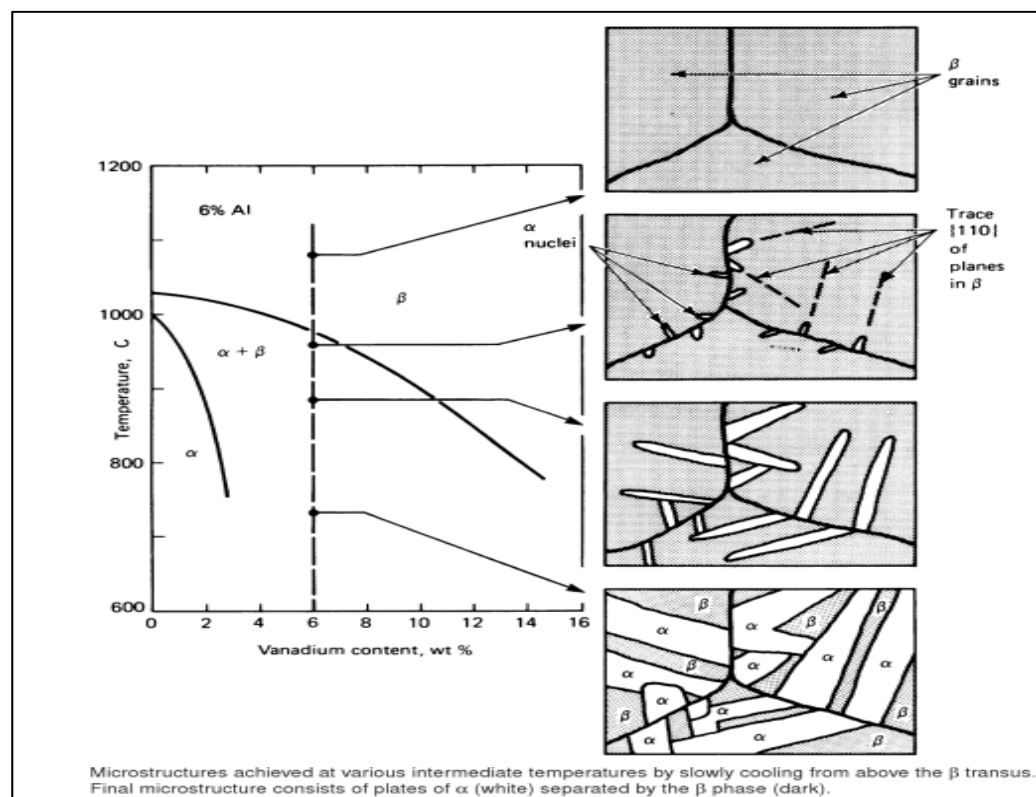 β
grains
1200
6% Al
α
nuclei
Trace
{110}
of
planes
in β
β
1000
α + β
Temperature, C
800
α
600
0 2 4 6 8 10 12 14 16
Vanadium content, wt %
β
α
β
α
α
β
α
β
α
β
α
α
β
α
α
β
Microstructures achieved at various intermediate temperatures by slowly cooling from above the β transus.
Final microstructure consists of plates of α (white) separated by the β phase (dark).